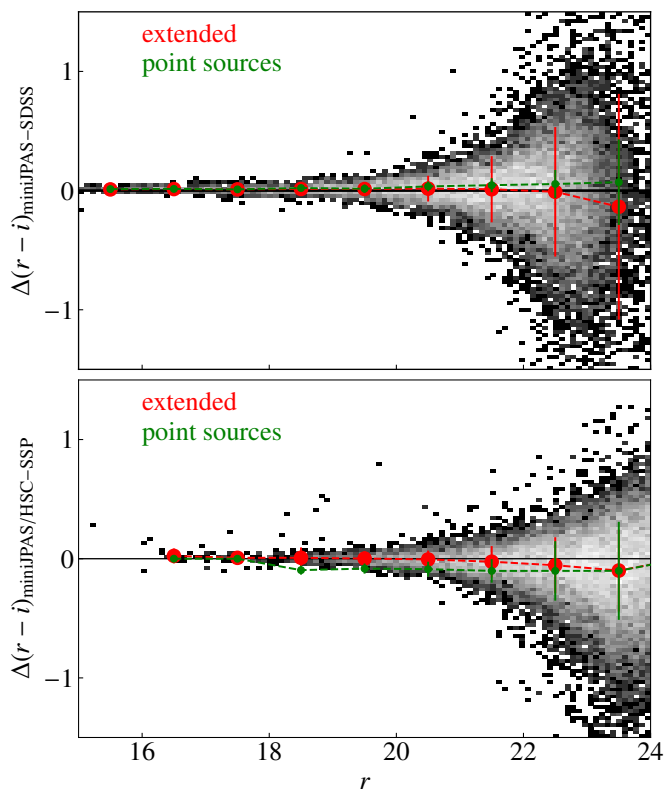 extended
point sources
1
0
−1
Δ(r − i)miniJPAS−SDSS
extended
point sources
1
0
−1
Δ(r − i)miniJPAS/HSC−SSP
16 18 20 22 24
r